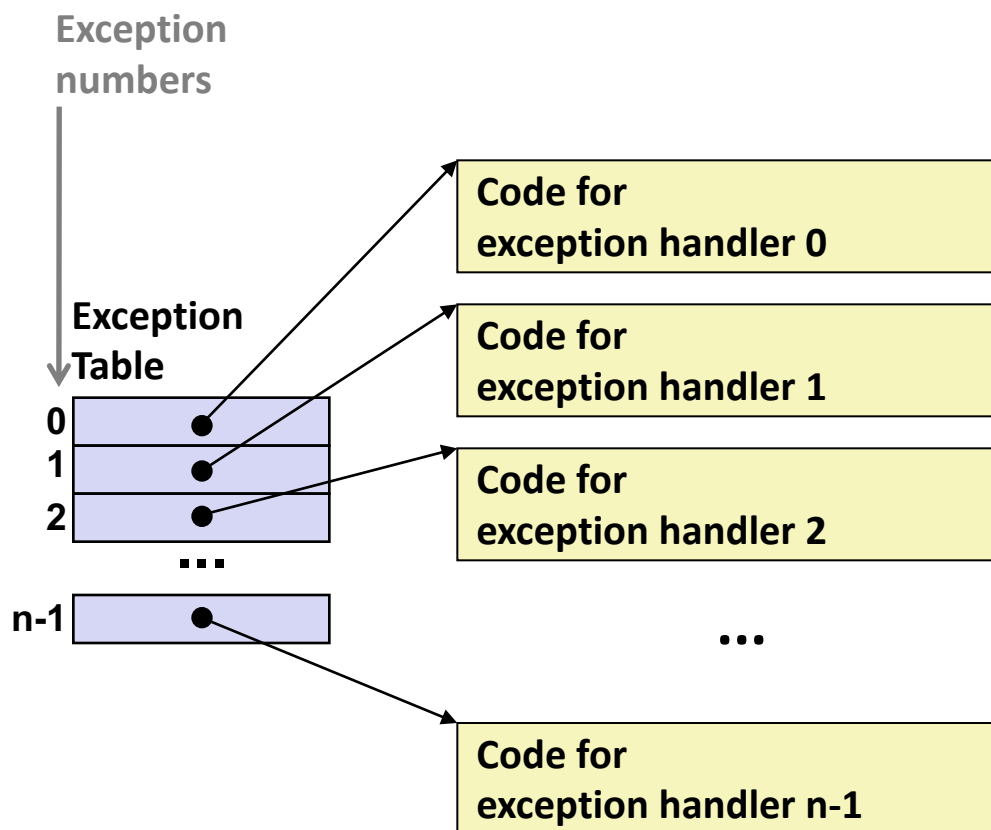 Exception
numbers
Exception
Table
0
1
2
...
n-1
Code for
exception handler 0
Code for
exception handler 1
Code for
exception handler 2
...
Code for
exception handler n-1